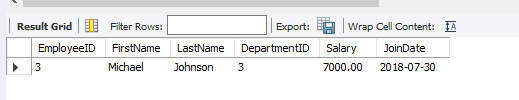 Result Grid Filter Rows: Export: Wrap Cell Content:
EmployeeID FirstName LastName DepartmentID Salary JoinDate
3 Michael Johnson 3 7000.00 2018-07-30